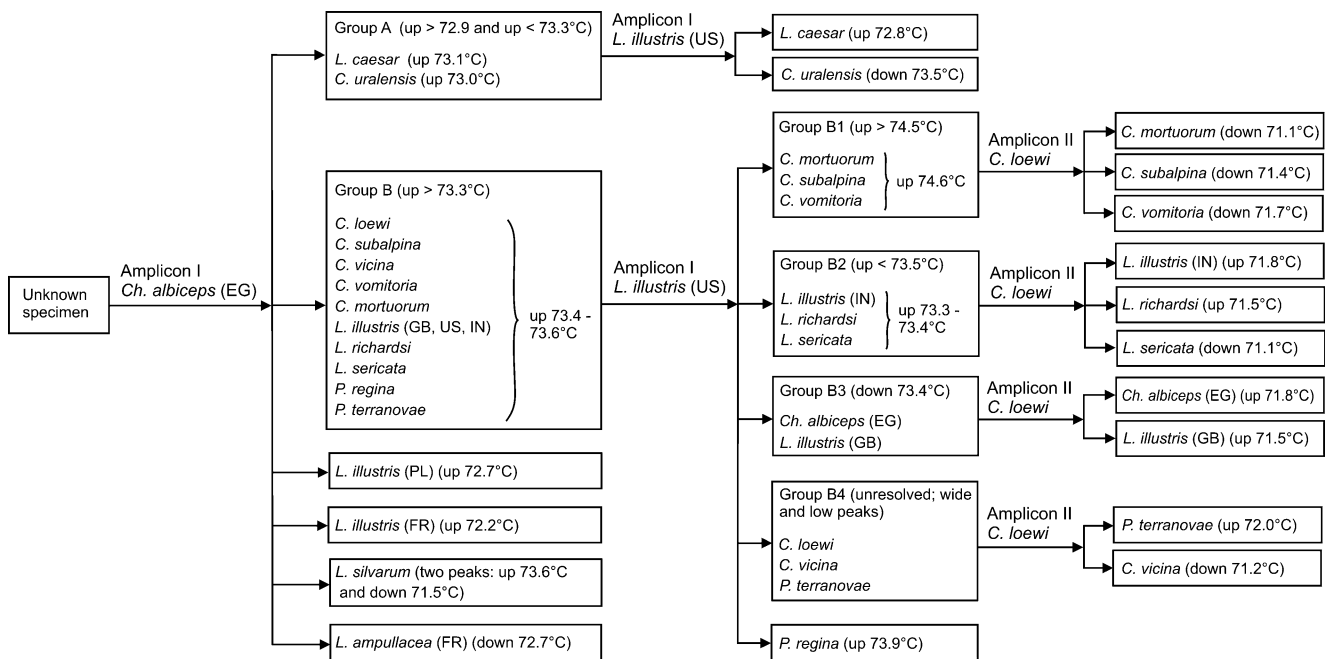 Unknown
specimen
Amplicon I
Ch. albiceps (EG)
Group A  (up > 72.9 and up < 73.3°C)
L. caesar  (up 73.1°C)
C. uralensis (up 73.0°C)
Amplicon I
L. illustris (US)
L. caesar (up 72.8°C)
C. uralensis (down 73.5°C)
Group B (up > 73.3°C)
C. loewi
C. subalpina
C. vicina
C. vomitoria
C. mortuorum
L. illustris (GB, US, IN)
L. richardsi
L. sericata
P. regina
P. terranovae
up 73.4 -
73.6°C
Amplicon I
L. illustris (US)
Group B1 (up > 74.5°C)
C. mortuorum
C. subalpina
C. vomitoria
up 74.6°C
Amplicon II
C. loewi
C. mortuorum (down 71.1°C)
C. subalpina (down 71.4°C)
C. vomitoria (down 71.7°C)
Group B2 (up < 73.5°C)
L. illustris (IN)
L. richardsi
L. sericata
up 73.3 -
73.4°C
Amplicon II
C. loewi
L. illustris (IN) (up 71.8°C)
L. richardsi (up 71.5°C)
L. sericata (down 71.1°C)
Group B3 (down 73.4°C)
Ch. albiceps (EG)
L. illustris (GB)
Amplicon II
C. loewi
Ch. albiceps (EG) (up 71.8°C)
L. illustris (GB) (up 71.5°C)
Group B4 (unresolved; wide
and low peaks)
C. loewi
C. vicina
P. terranovae
Amplicon II
C. loewi
P. terranovae (up 72.0°C)
C. vicina (down 71.2°C)
P. regina (up 73.9°C)
L. illustris (PL) (up 72.7°C)
L. illustris (FR) (up 72.2°C)
L. silvarum (two peaks: up 73.6°C
and down 71.5°C)
L. ampullacea (FR) (down 72.7°C)